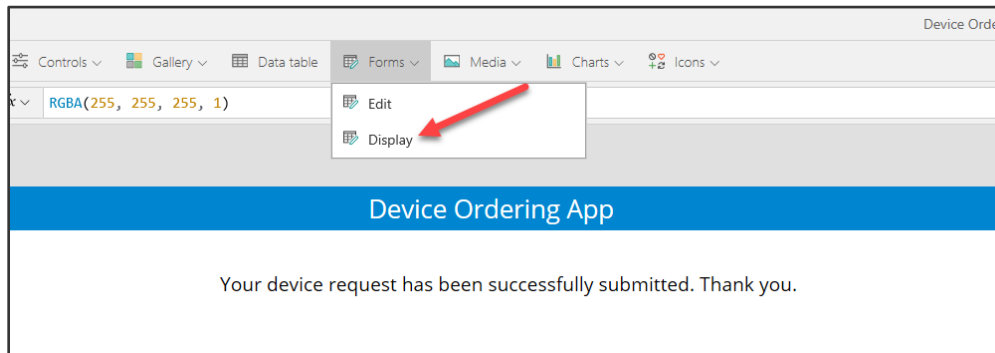 Device Orde
Controls Gallery Data table Forms Media Charts Icons
RGBA(255, 255, 255, 1)
Edit
Display
Device Ordering App
Your device request has been successfully submitted. Thank you.